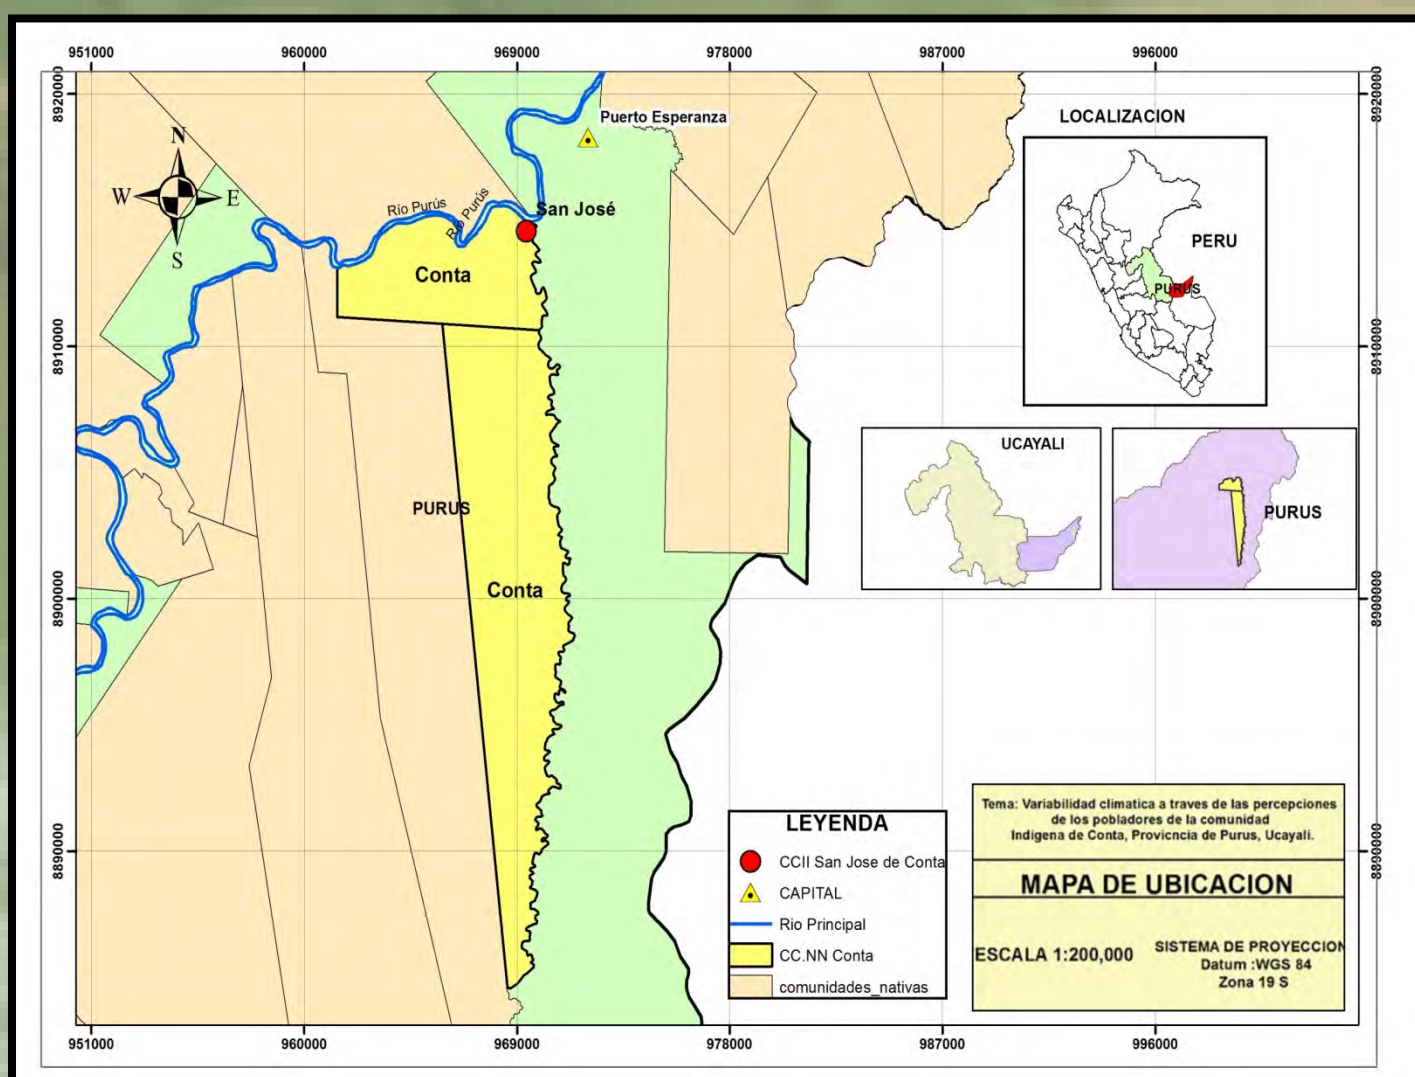 951000
960000
969000
978000
987000
996000
8920000
8920000
Puerto Esperanza
LOCALIZACION
N
W
E
S
Río Purús
Río Purús
San José
PERU
PURUS
Conta
8910000
8910000
UCAYALI
PURUS
PURUS
Conta
8900000
8900000
Tema: Variabilidad climatica a traves de las percepciones
de los pobladores de la comunidad
Indigena de Conta, Provicncia de Purus, Ucayali.
LEYENDA
CCII San Jose de Conta
CAPITAL
Rio Principal
CC.NN Conta
comunidades_nativas
8890000
8890000
MAPA DE UBICACION
ESCALA 1:200,000
SISTEMA DE PROYECCION
Datum :WGS 84
Zona 19 S
951000
960000
969000
978000
987000
996000